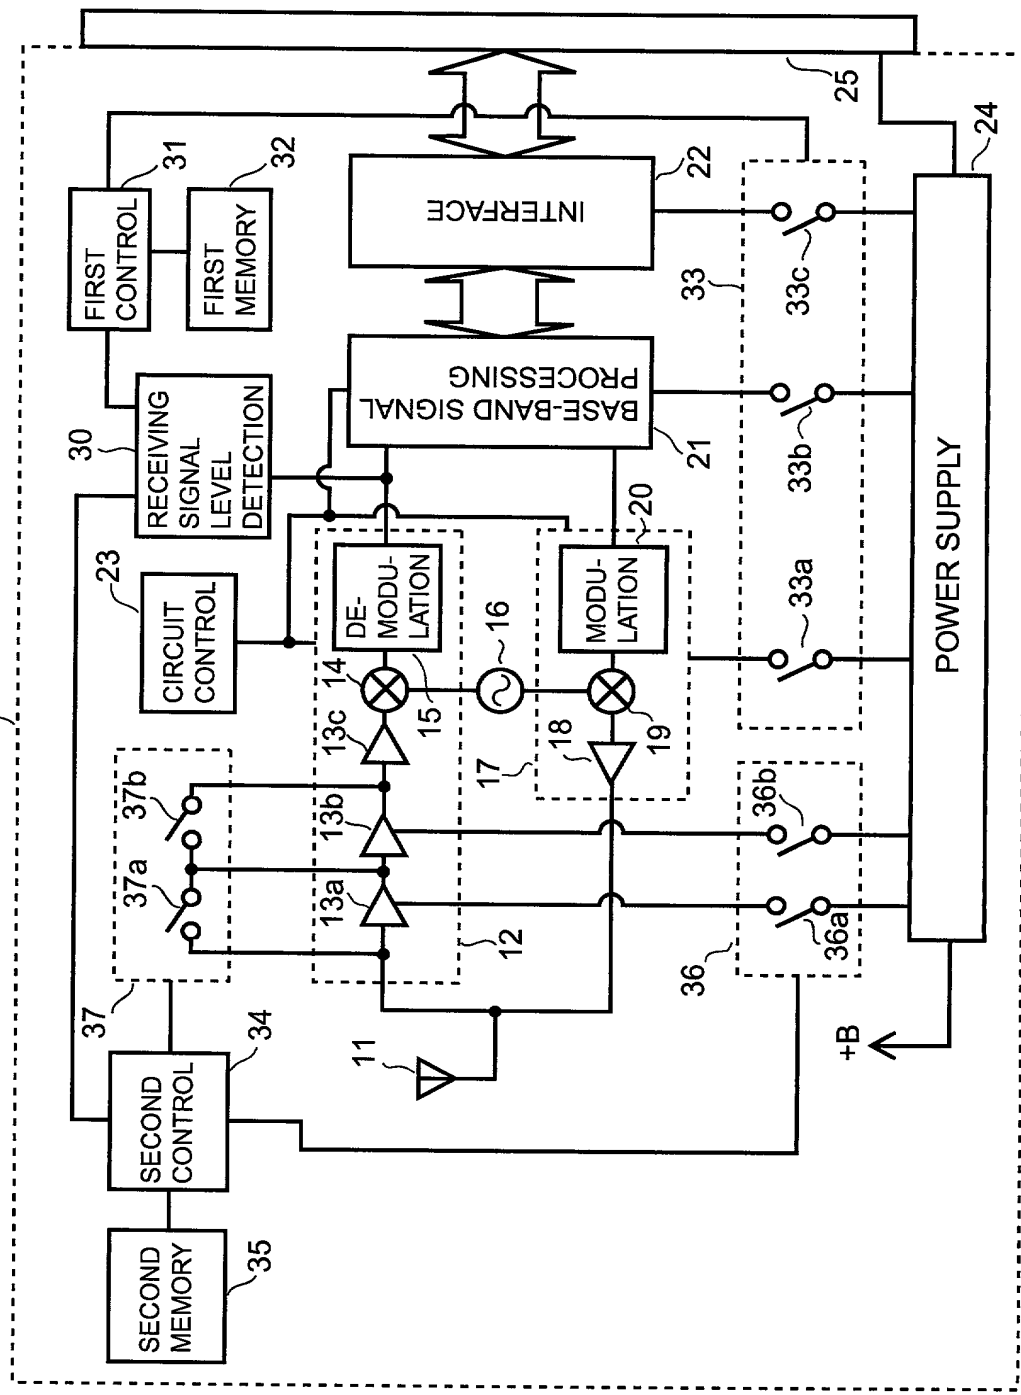 SECOND
MEMORY
35
SECOND
CONTROL
34
37
37a
37b
CIRCUIT
CONTROL
23
30
RECEIVING
SIGNAL
LEVEL
DETECTION
FIRST
CONTROL
31
FIRST
MEMORY
32
11
12
13a
13b
13c
14
DE-
MODU-
LATION
15
16
17
18
19
MODU-
LATION
20
BASE-BAND SIGNAL
PROCESSING
21
INTERFACE
22
25
36
36a
36b
33
33a
33b
33c
+B
POWER SUPPLY
24